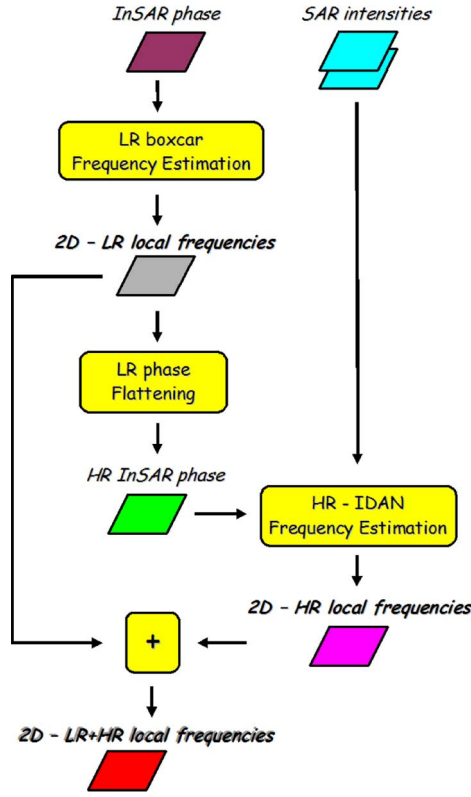 InSAR phase
SAR intensities
LR boxcar
Frequency Estimation
2D - LR local frequencies
LR phase
Flattening
HR InSAR phase
HR - IDAN
Frequency Estimation
2D - HR local frequencies
+
2D - LR+HR local frequencies